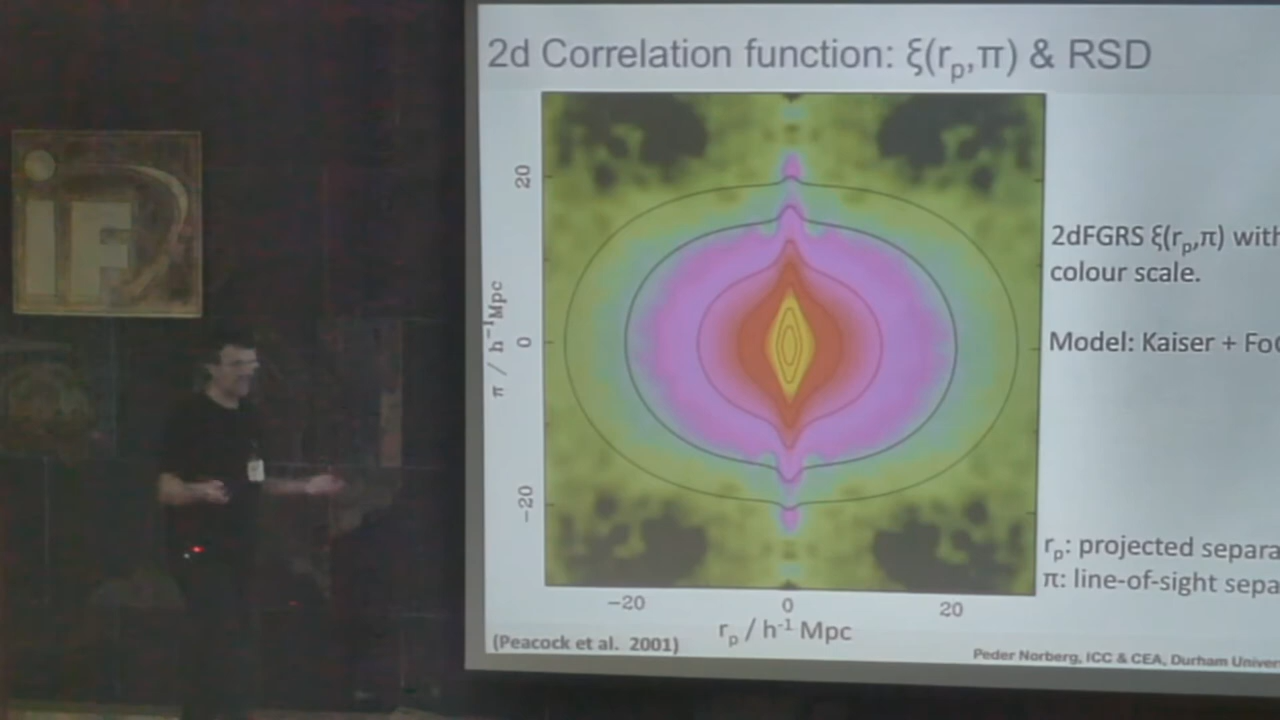 2d Correlation function: ξ(rp,π) & RSD
iF
20
0
−20
π / h⁻¹Mpc
−20
0
20
rp / h⁻¹ Mpc
2dFGRS ξ(rp,π) with
colour scale.
Model: Kaiser + Fo
rp: projected separa
π: line-of-sight sepa
(Peacock et al. 2001)
Peder Norberg, ICC & CEA, Durham Univer